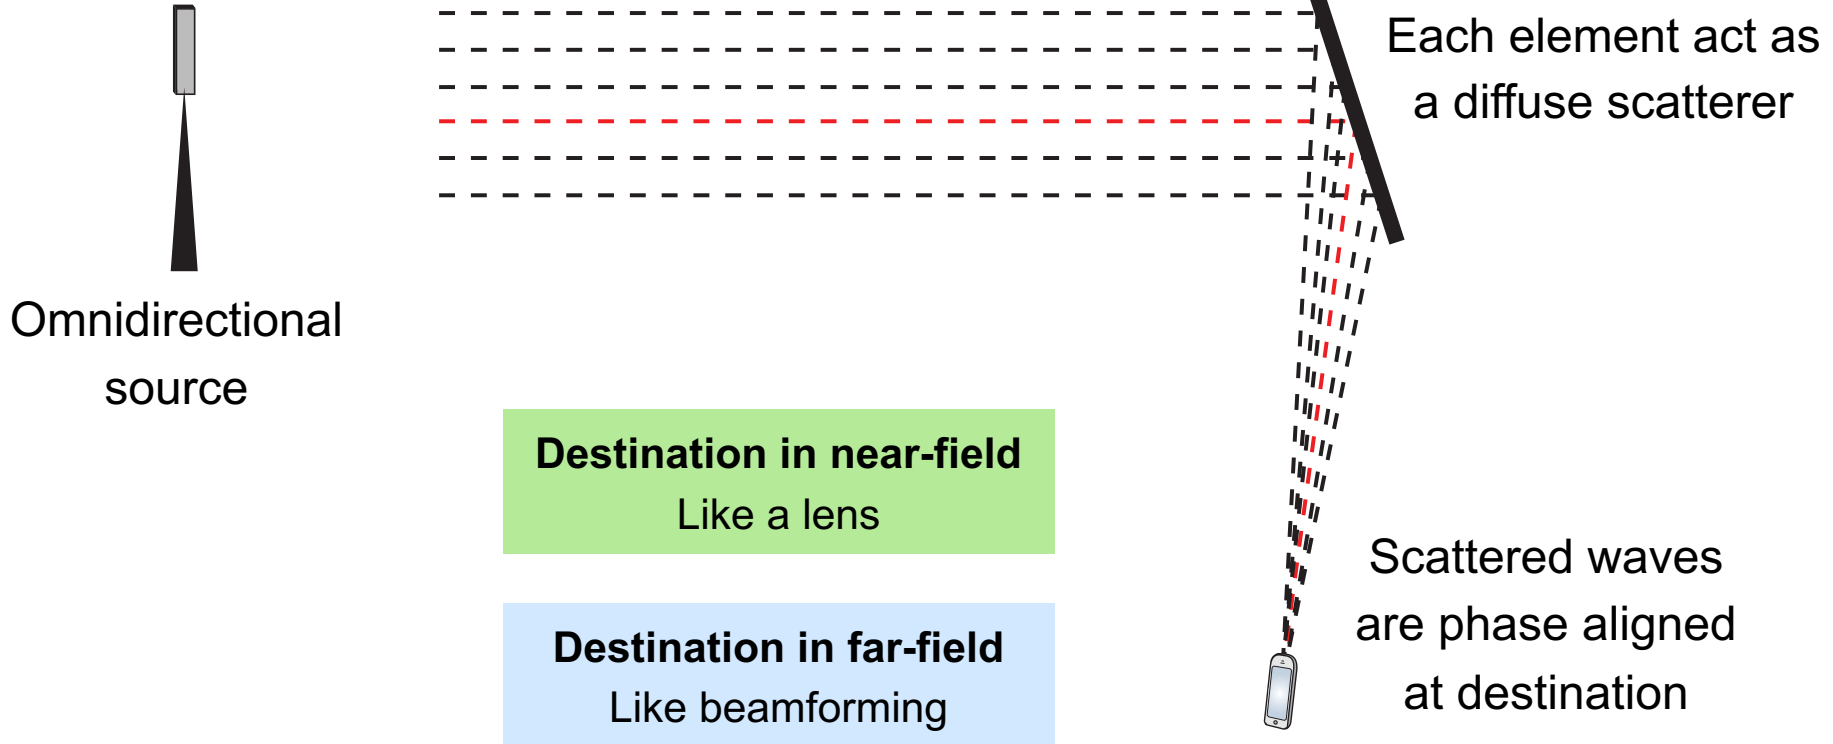 Each element act as
a diffuse scatterer
Omnidirectional
source
Destination in near-field
Like a lens
Destination in far-field
Like beamforming
Scattered waves
are phase aligned
at destination